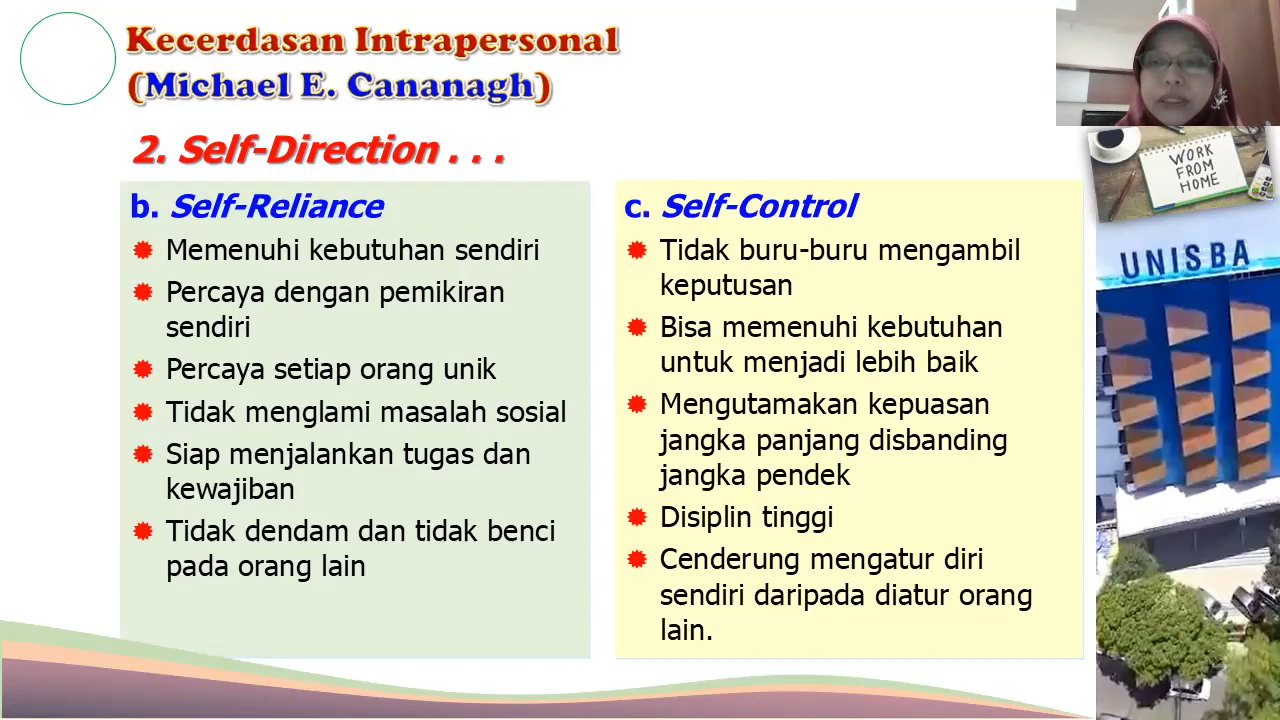 Kecerdasan Intrapersonal
(Michael E. Cananagh)
2. Self-Direction . . .
b. Self-Reliance
Memenuhi kebutuhan sendiri
Percaya dengan pemikiran
sendiri
Percaya setiap orang unik
Tidak menglami masalah sosial
Siap menjalankan tugas dan
kewajiban
Tidak dendam dan tidak benci
pada orang lain
c. Self-Control
Tidak buru-buru mengambil
keputusan
Bisa memenuhi kebutuhan
untuk menjadi lebih baik
Mengutamakan kepuasan
jangka panjang disbanding
jangka pendek
Disiplin tinggi
Cenderung mengatur diri
sendiri daripada diatur orang
lain.
WORK
FROM
HOME
UNISBA